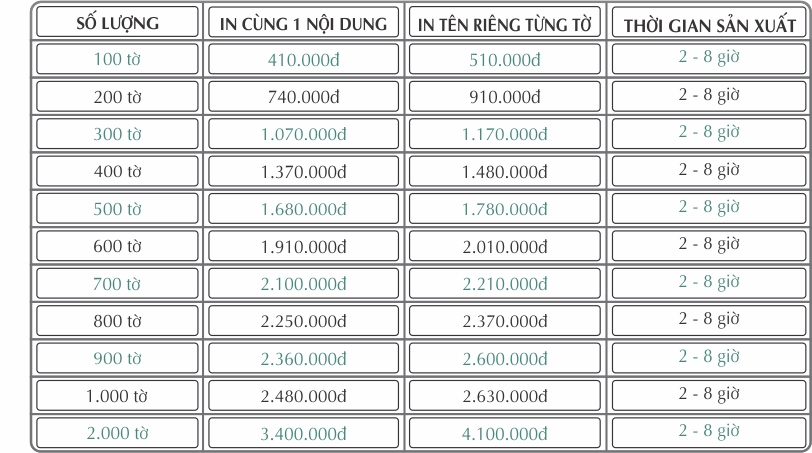 SỐ LƯỢNG IN CÙNG 1 NỘI DUNG IN TÊN RIÊNG TỪNG TỜ THỜI GIAN SẢN XUẤT
100 tờ 410.000đ 510.000đ 2 - 8 giờ
200 tờ 740.000đ 910.000đ 2 - 8 giờ
300 tờ 1.070.000đ 1.170.000đ 2 - 8 giờ
400 tờ 1.370.000đ 1.480.000đ 2 - 8 giờ
500 tờ 1.680.000đ 1.780.000đ 2 - 8 giờ
600 tờ 1.910.000đ 2.010.000đ 2 - 8 giờ
700 tờ 2.100.000đ 2.210.000đ 2 - 8 giờ
800 tờ 2.250.000đ 2.370.000đ 2 - 8 giờ
900 tờ 2.360.000đ 2.600.000đ 2 - 8 giờ
1.000 tờ 2.480.000đ 2.630.000đ 2 - 8 giờ
2.000 tờ 3.400.000đ 4.100.000đ 2 - 8 giờ